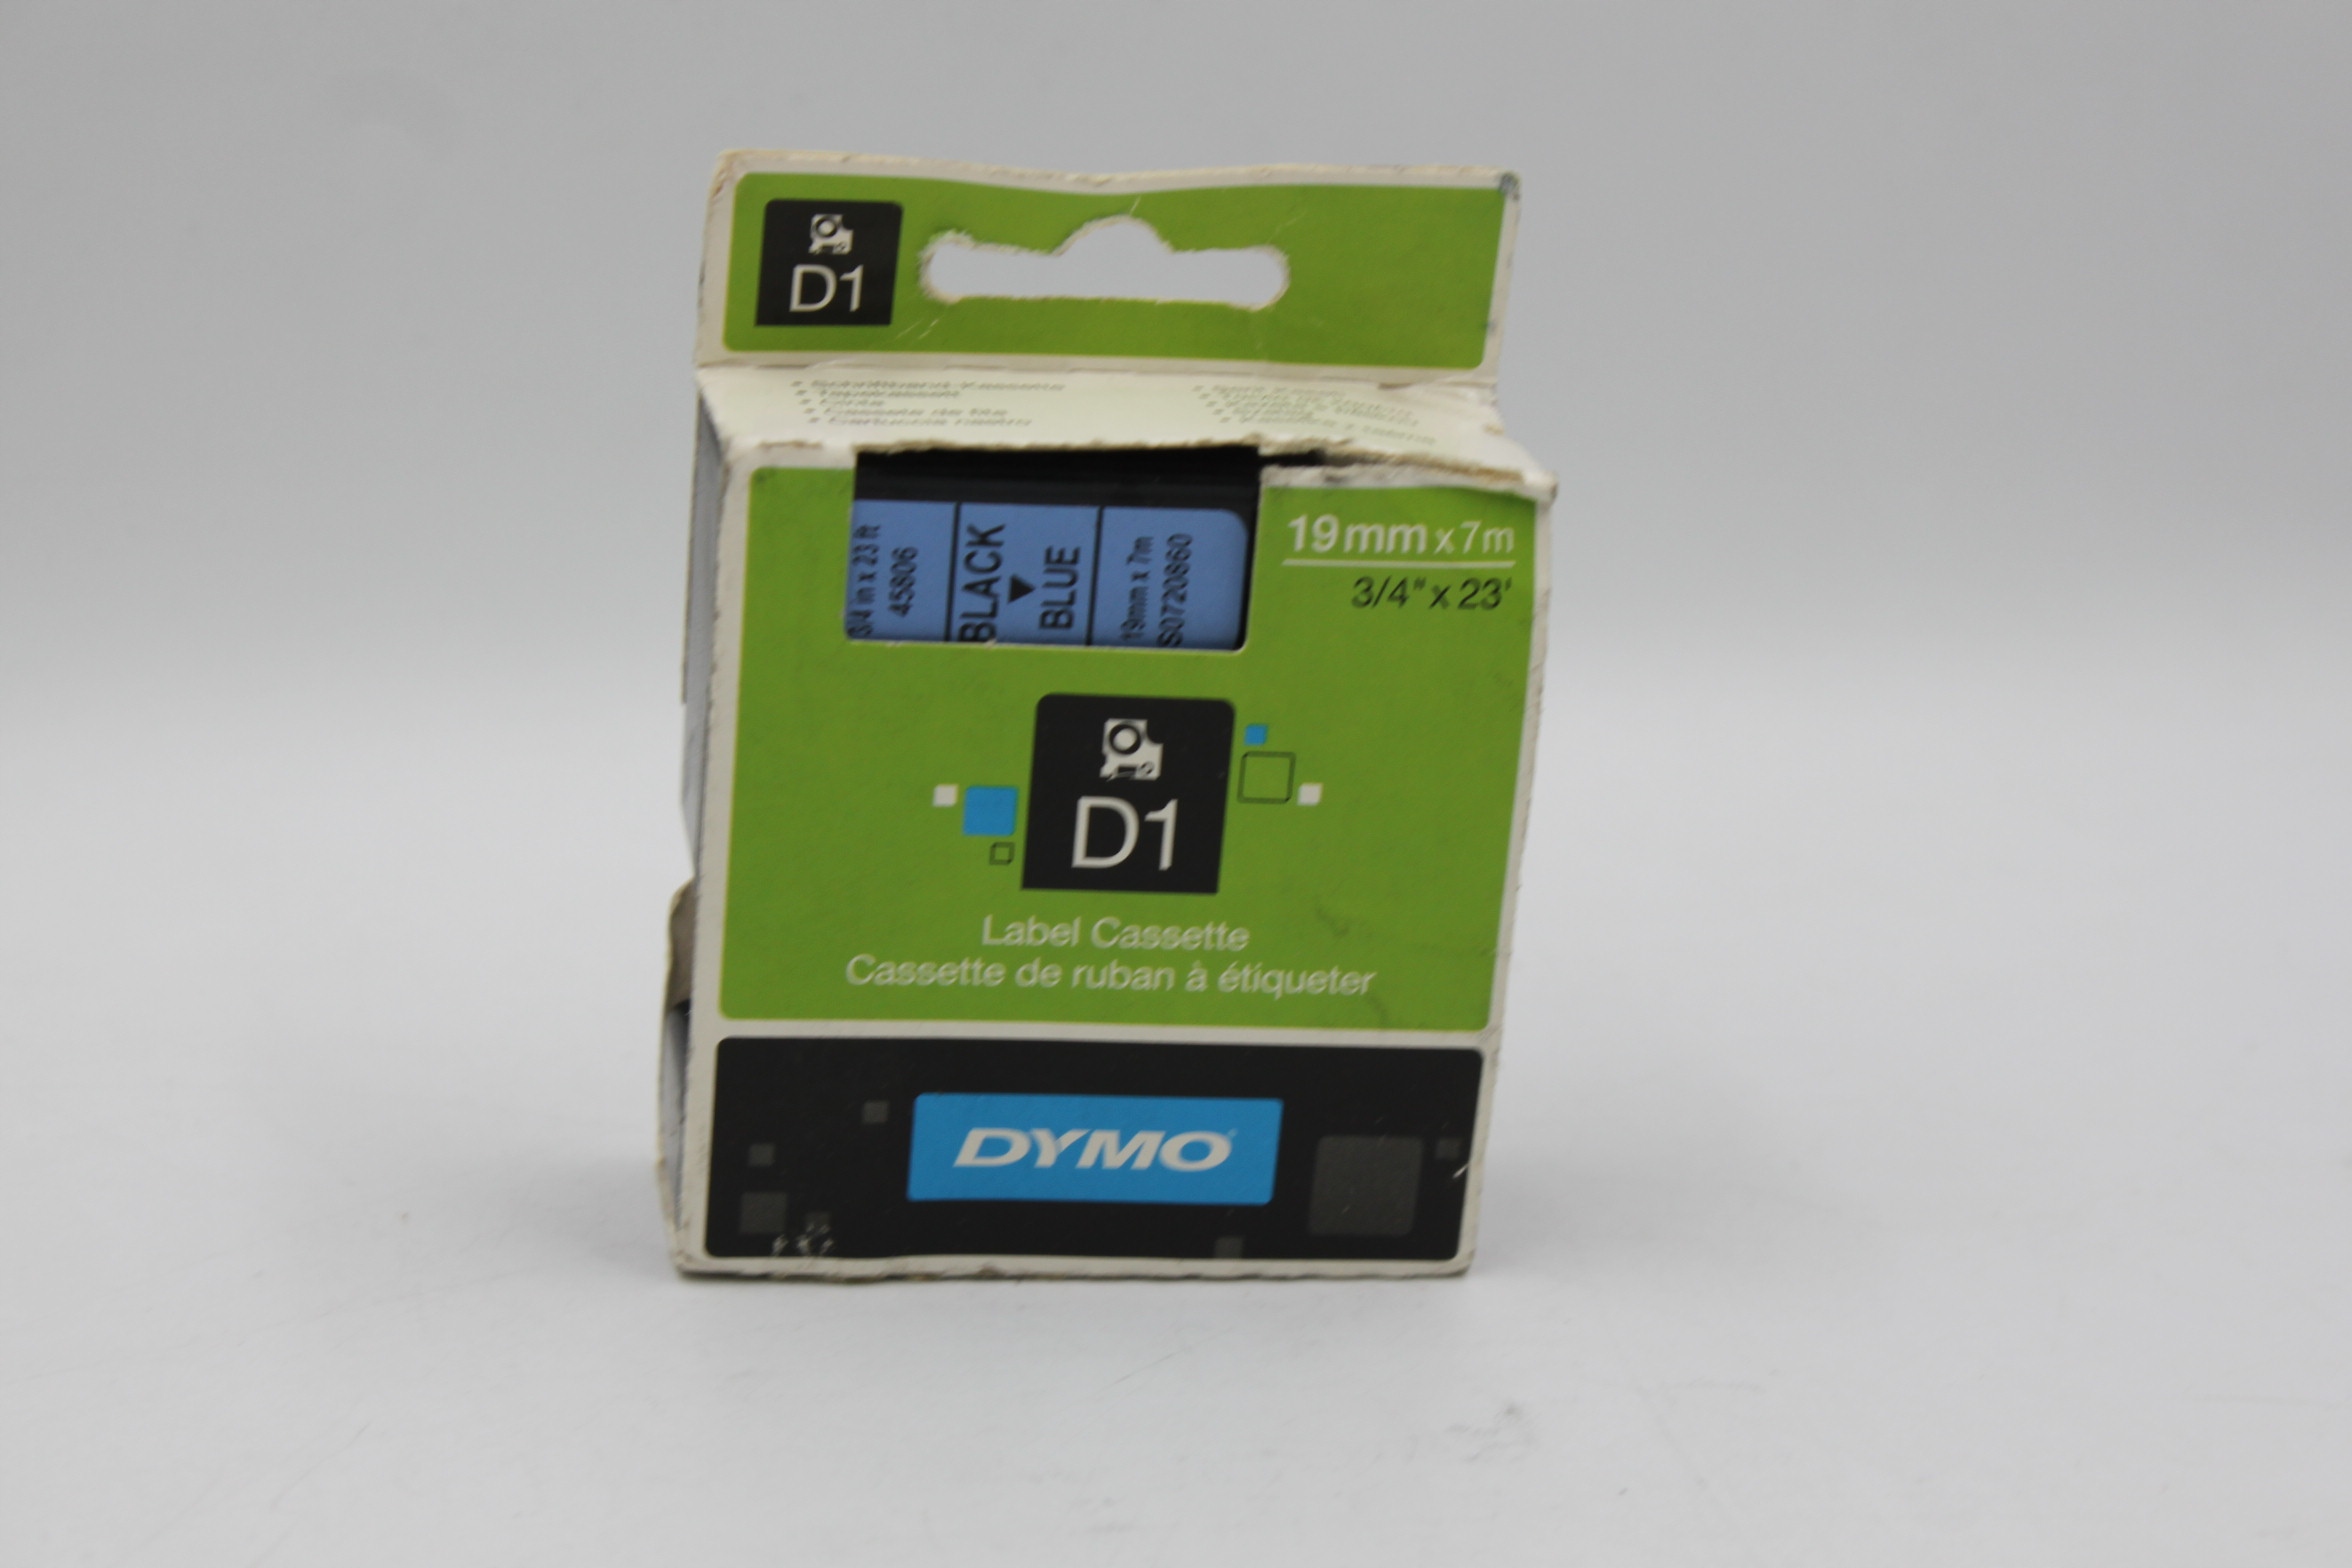 D1
19mm x 7m
3/4" x 23'
3/4 in x 23 ft
45806
BLACK
BLUE
19mm x 7m
S0720860
D1
Label Cassette
Cassette de ruban à étiqueter
DYMO